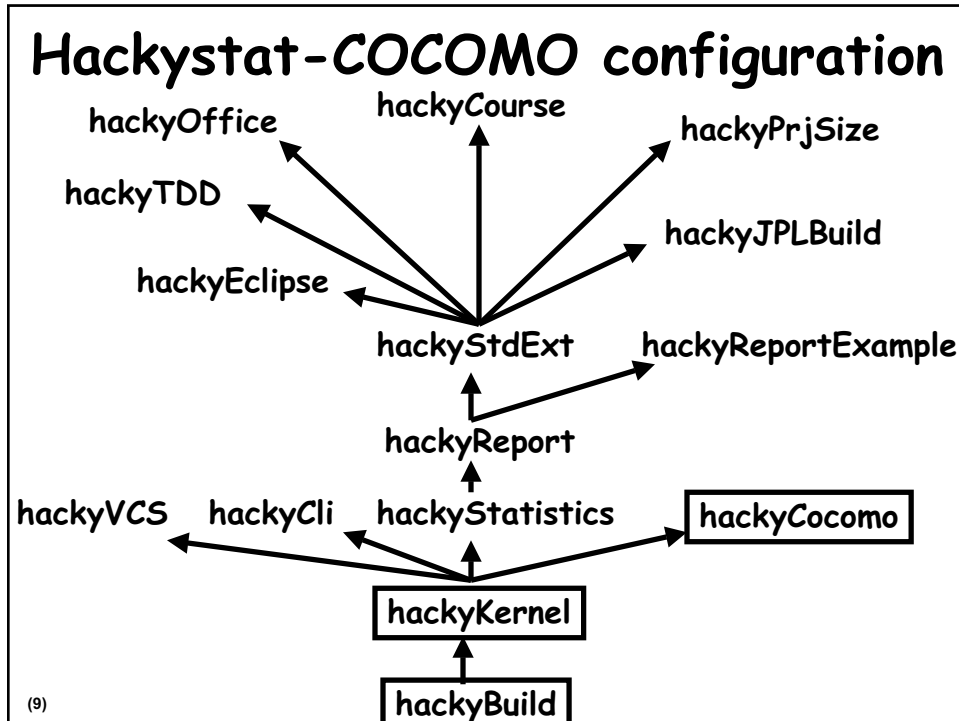 Hackystat-COCOMO configuration
hackyCourse
hackyOffice
hackyPrjSize
hackyTDD
hackyJPLBuild
hackyEclipse
hackyStdExt
hackyReportExample
hackyReport
hackyVCS
hackyCli
hackyStatistics
hackyCocomo
hackyKernel
hackyBuild
(9)